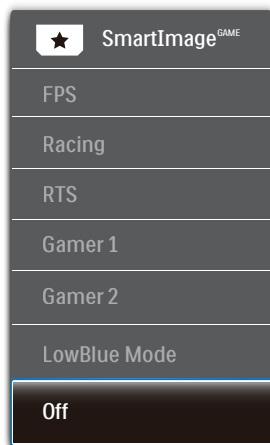 SmartImage GAME
FPS
Racing
RTS
Gamer 1
Gamer 2
LowBlue Mode
Off